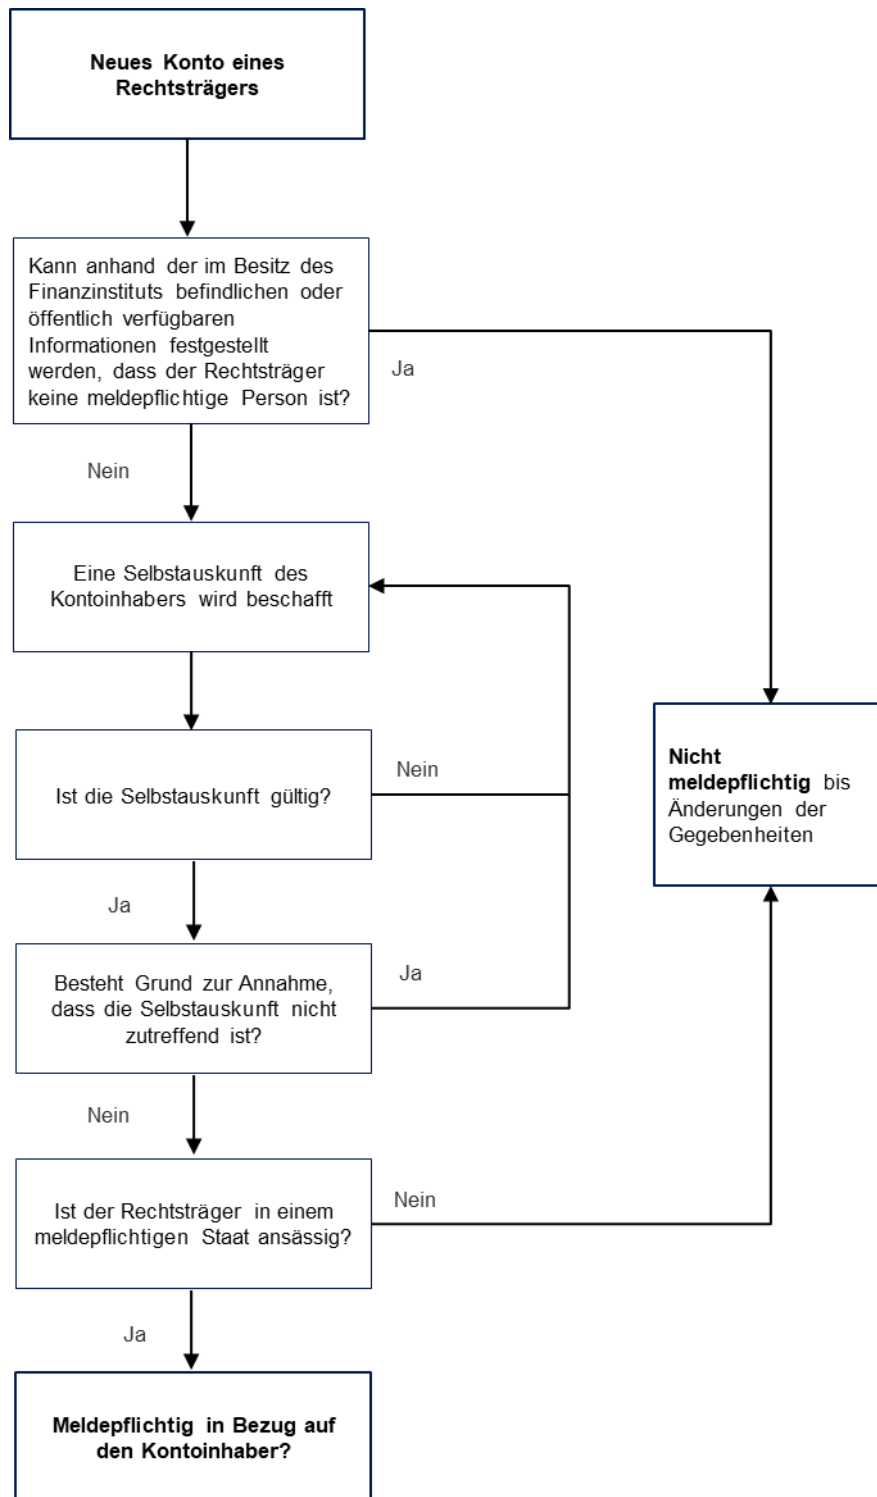 Neues Konto eines
Rechtsträgers
Kann anhand der im Besitz des
Finanzinstituts befindlichen oder
öffentlich verfügbaren
Informationen festgestellt
werden, dass der Rechtsträger
keine meldepflichtige Person ist?
Ja
Nein
Eine Selbstauskunft des
Kontoinhabers wird beschafft
Ist die Selbstauskunft gültig?
Nein
Nicht
meldepflichtig bis
Änderungen der
Gegebenheiten
Ja
Besteht Grund zur Annahme,
dass die Selbstauskunft nicht
zutreffend ist?
Ja
Nein
Ist der Rechtsträger in einem
meldepflichtigen Staat ansässig?
Nein
Ja
Meldepflichtig in Bezug auf
den Kontoinhaber?